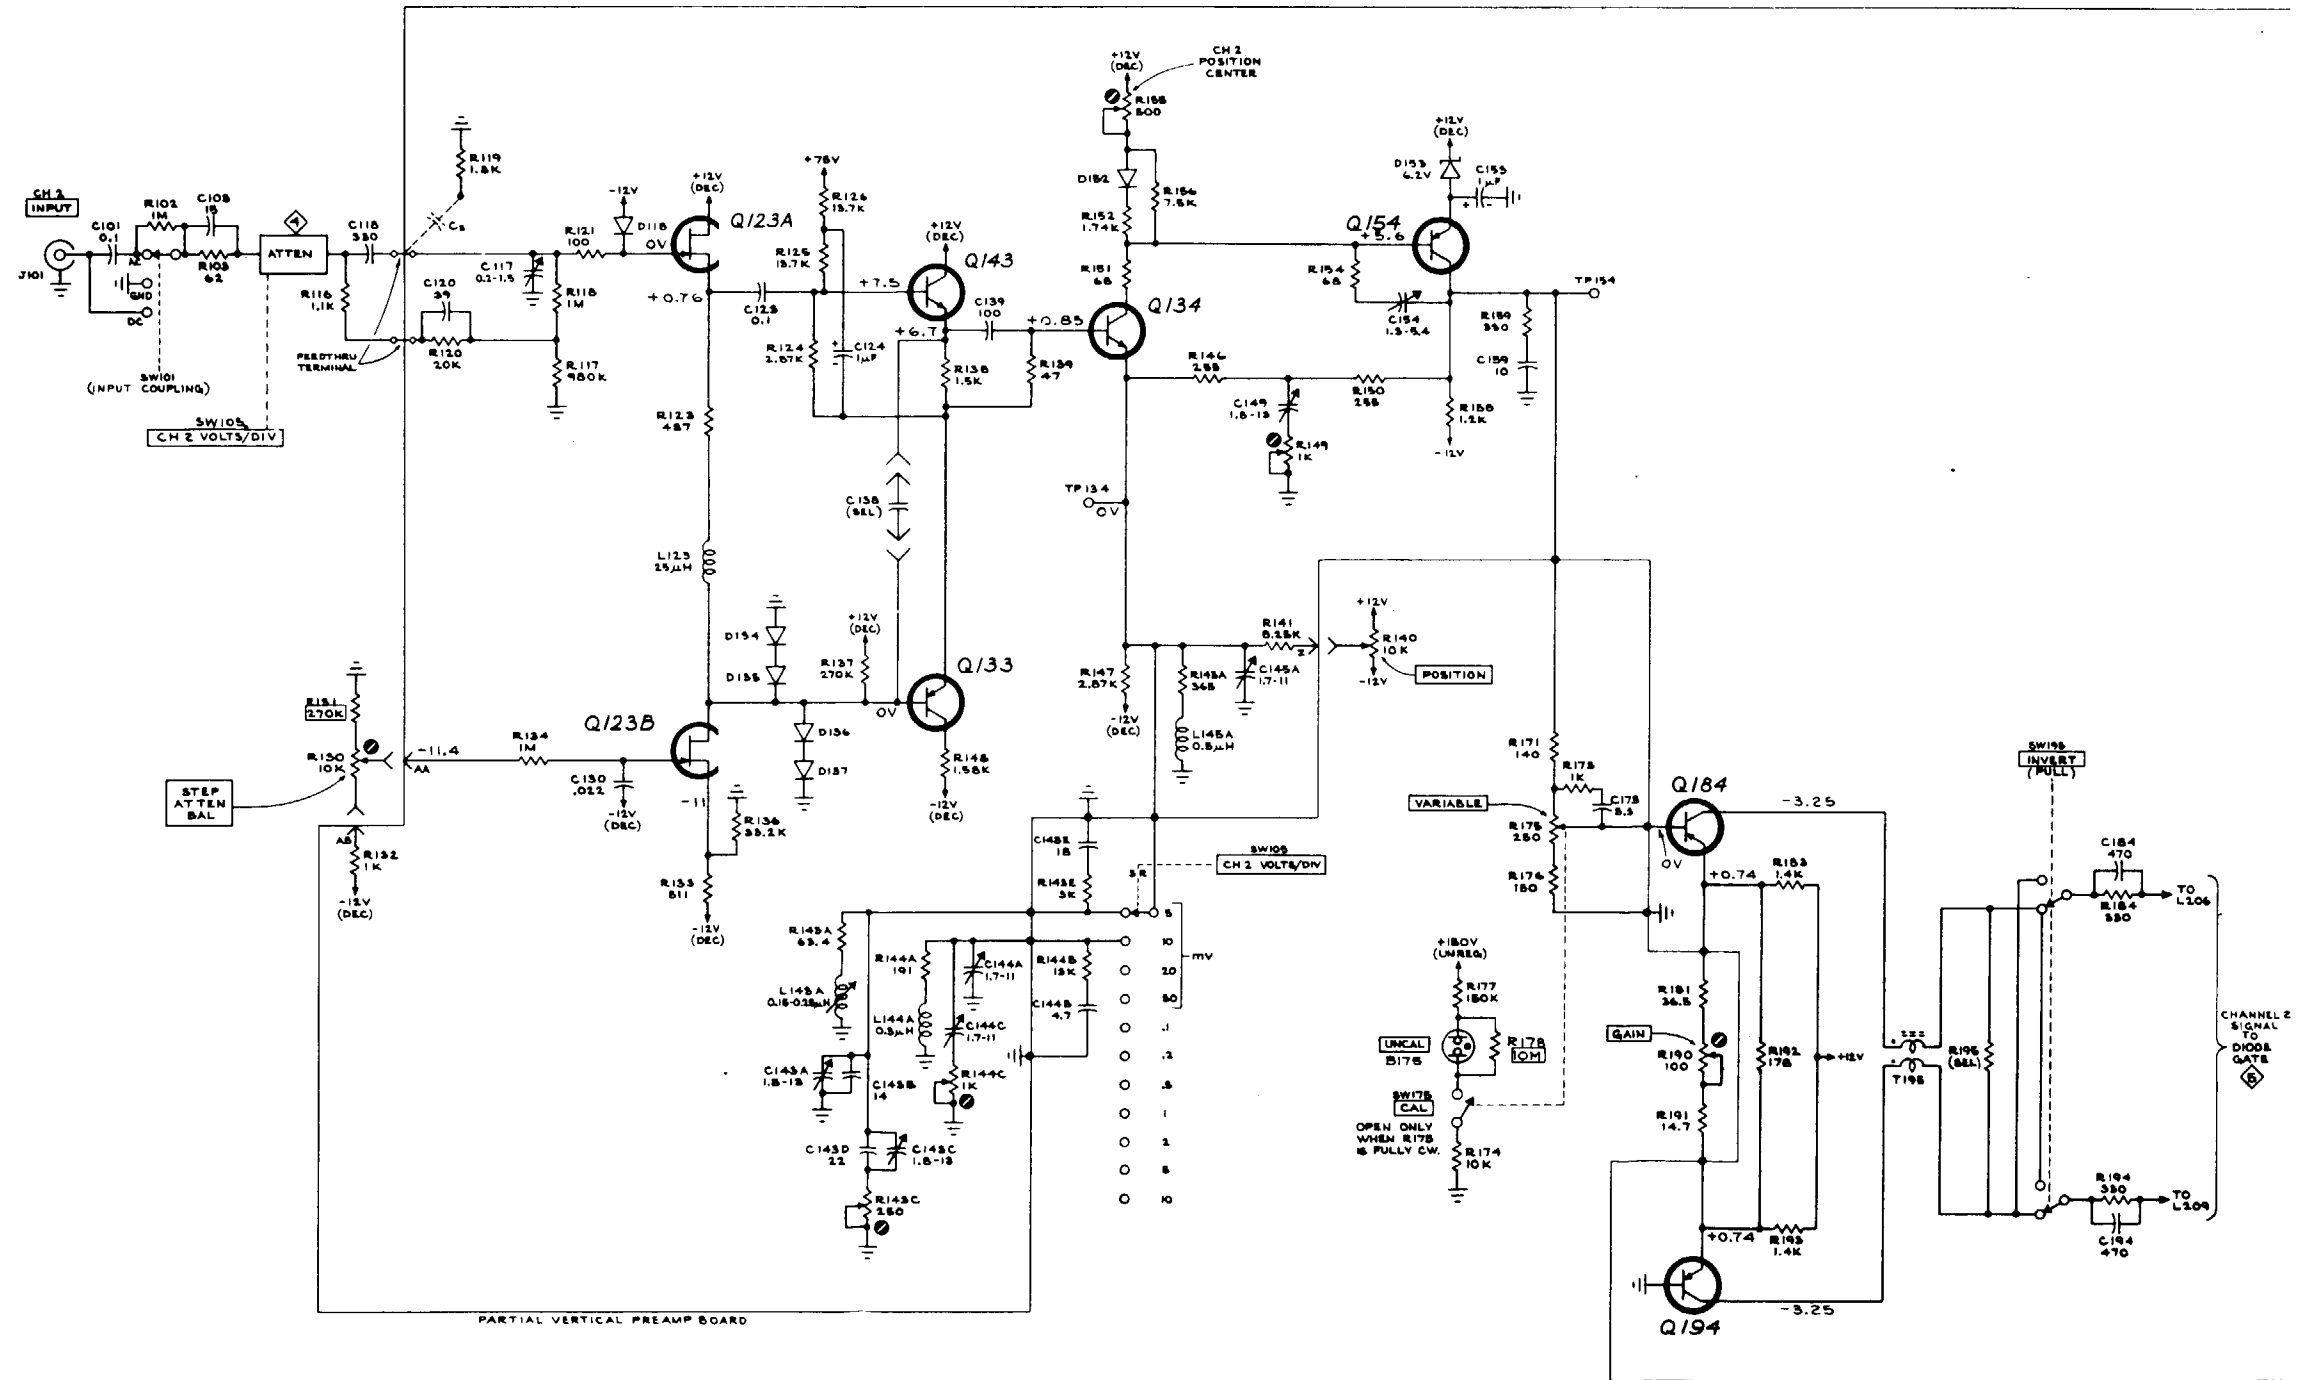 +12V
(DEC)
CH 2
POSITION
CENTER
R155
500
+12V
(DEC)
D153
6.2V
C153
1µF
R119
1.8K
Cs
CH 2
INPUT
J101
C101
0.1
R102
1M
C103
15
R103
62
AC
GND
DC
4
ATTEN
C118
330
R116
1.1K
C120
39
R120
20K
FEEDTHRU
TERMINAL
SW101
(INPUT COUPLING)
SW105
CH 2 VOLTS/DIV
C117
0.2-1.5
R121
100
R118
1M
R117
980K
-12V
D118
0V
+12V
(DEC)
Q123A
+0.76
+75V
R126
13.7K
R125
13.7K
C123
0.1
R124
2.87K
C124
1µF
+7.5
+12V
(DEC)
Q143
+6.7
C139
100
+0.85
R138
1.5K
R139
47
D152
R152
1.74K
R156
7.5K
R151
68
Q134
Q154
+5.6
R154
68
C154
1.3-5.4
TP154
R159
330
C159
10
R146
255
R150
255
C149
1.8-13
R149
1K
R158
1.2K
-12V
R123
487
L123
25µH
C138
(SEL)
TP134
0V
D134
D135
+12V
(DEC)
R137
270K
Q133
0V
D136
D137
R148
1.58K
-12V
(DEC)
R147
2.87K
-12V
(DEC)
R145A
365
L145A
0.5µH
C145A
1.7-11
R141
8.25K
Z
+12V
R140
10K
-12V
POSITION
R131
270K
R130
10K
STEP
ATTEN
BAL
-11.4
AA
AB
R132
1K
-12V
(DEC)
R134
1M
C130
.022
-12V
(DEC)
Q123B
-11
R136
33.2K
R133
511
-12V
(DEC)
C143E
18
R143E
3K
SW105
CH 2 VOLTS/DIV
3R
5
10
20
50
mV
.1
.2
.5
1
2
5
10
R143A
63.4
L143A
0.15-0.25µH
C143A
1.8-13
C143B
14
C143D
22
C143C
1.8-13
R143C
250
R144A
191
L144A
0.5µH
C144A
1.7-11
C144C
1.7-11
R144C
1K
R144B
15K
C144B
4.7
R171
140
R173
1K
C173
3.3
VARIABLE
R175
250
R176
150
Q184
0V
-3.25
+0.74
R183
1.4K
+150V
(UNREG)
R177
150K
UNCAL
B175
R178
10M
SW175
CAL
OPEN ONLY
WHEN R175
IS FULLY CW.
R174
10K
R181
36.5
GAIN
R190
100
R191
14.7
R192
178
+12V
+0.74
R193
1.4K
Q194
-3.25
T195
R195
(SEL)
SW195
INVERT
(PULL)
C184
470
R184
330
TO
L206
R194
330
C194
470
TO
L209
CHANNEL 2
SIGNAL
TO
DIODE
GATE
5
PARTIAL VERTICAL PREAMP BOARD